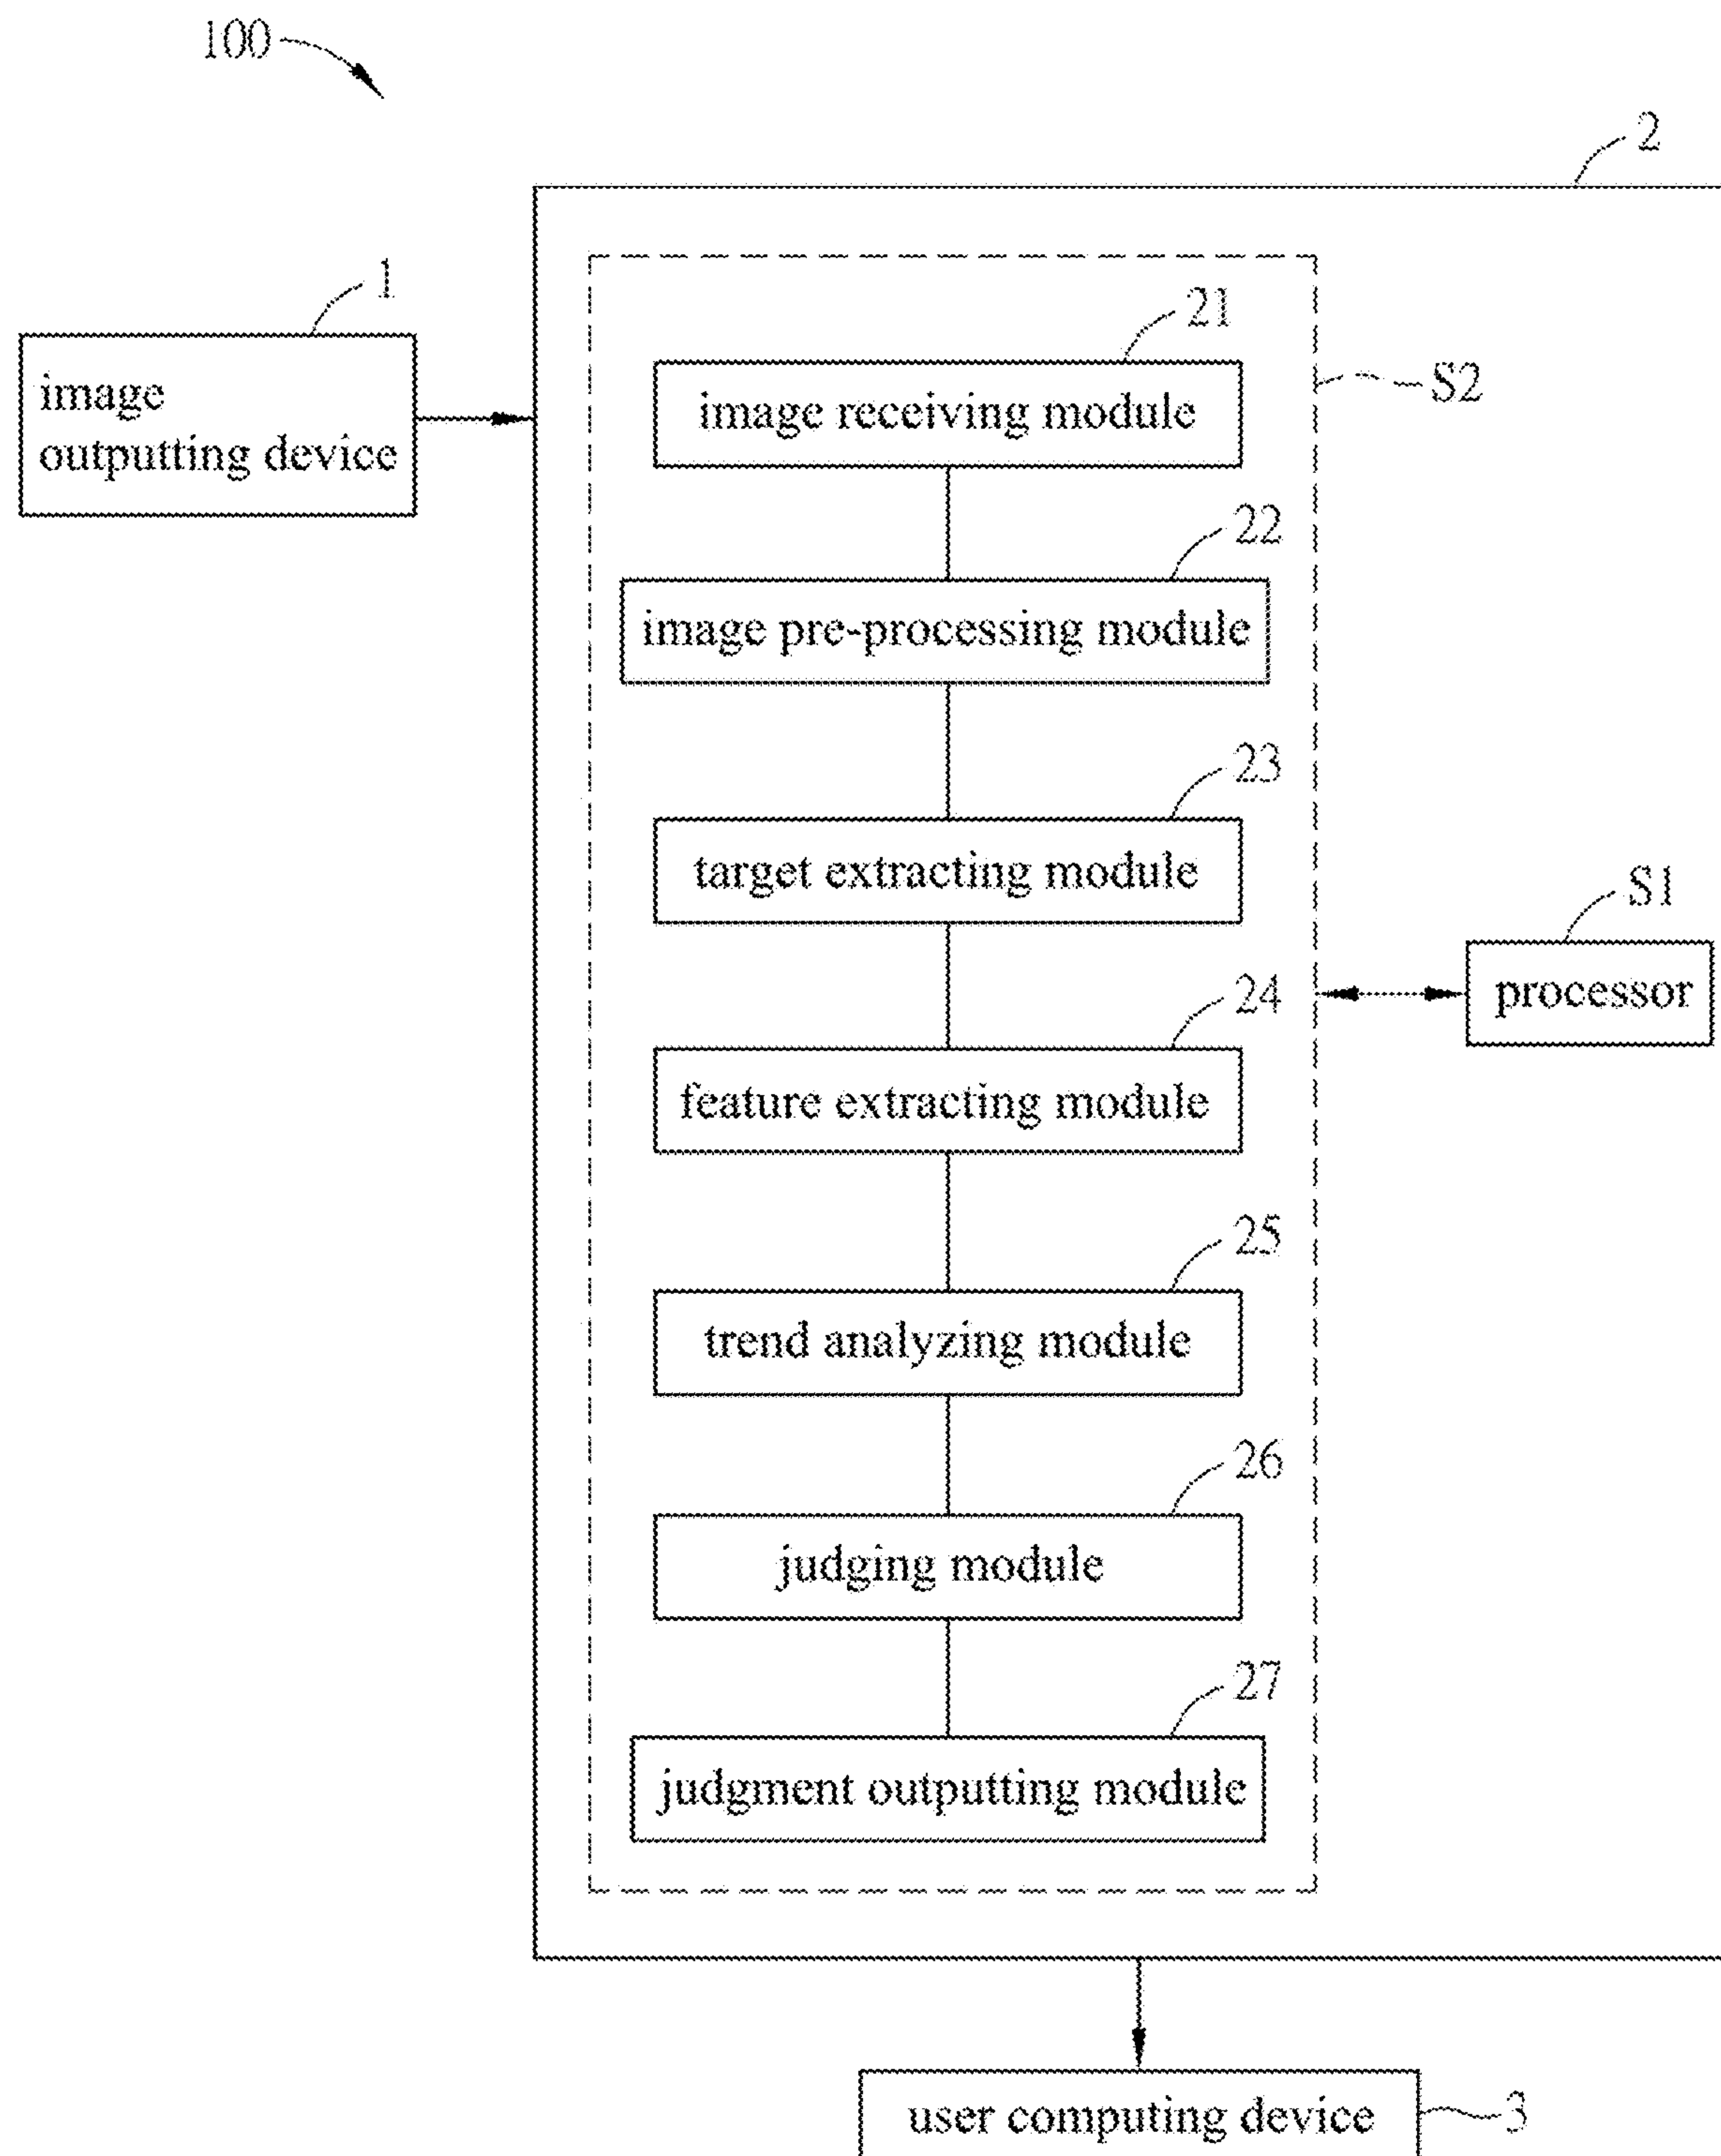 100
2
1
image
outputting device
21
image receiving module
S2
22
image pre-processing module
23
target extracting module
S1
processor
24
feature extracting module
25
trend analyzing module
26
judging module
27
judgment outputting module
user computing device
3